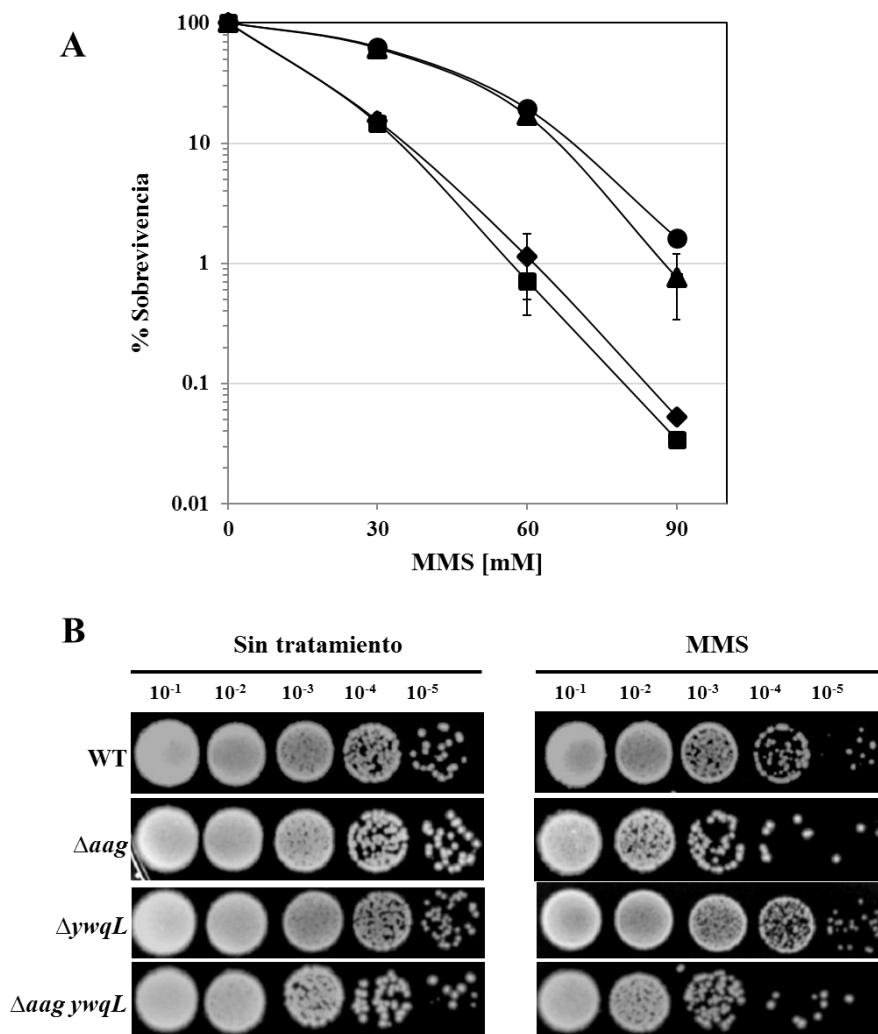 A
100
10
1
0.1
0.01
% Sobrevivencia
0 30 60 90
MMS [mM]
B
Sin tratamiento MMS
10-1 10-2 10-3 10-4 10-5 10-1 10-2 10-3 10-4 10-5
WT
Δaag
ΔywqL
Δaag ywqL